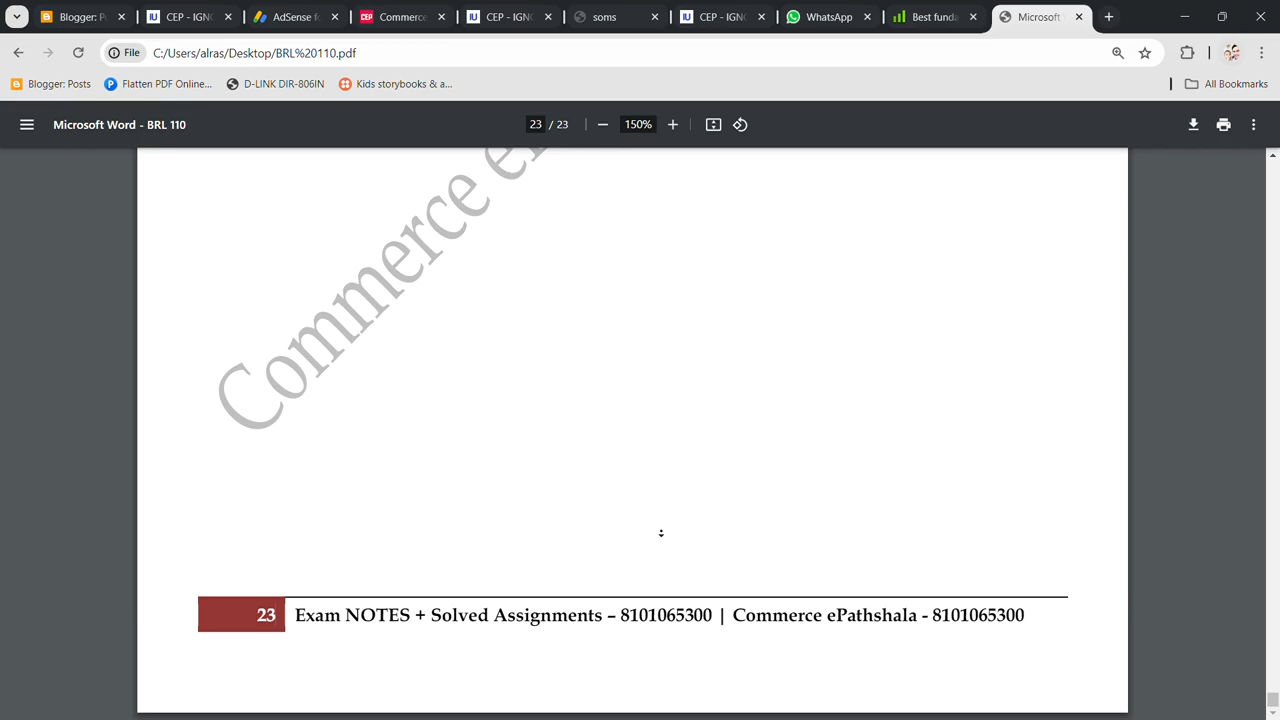 Blogger: P
CEP - IGN
AdSense f
Commerce
CEP - IGN
soms
CEP - IGN
WhatsApp
Best funda
Microsoft
File
C:/Users/alras/Desktop/BRL%20110.pdf
Blogger: Posts
Flatten PDF Online...
D-LINK DIR-806IN
Kids storybooks & a...
All Bookmarks
Microsoft Word - BRL 110
23 / 23
150%
Commerce e
23 Exam NOTES + Solved Assignments – 8101065300 | Commerce ePathshala - 8101065300